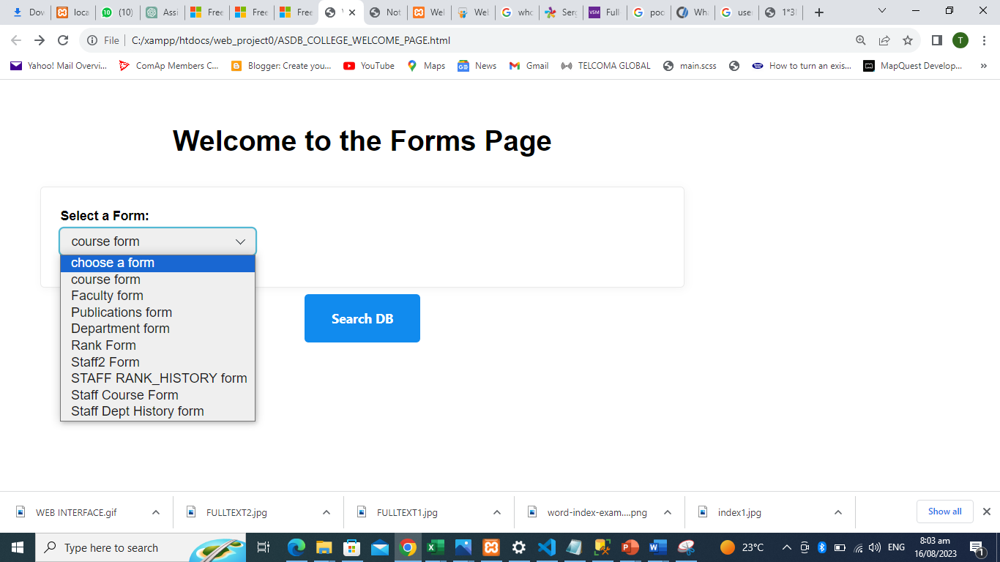 Dow
loca
(10)
Assi
Free
Free
Free
Not
Wel
Wel
who
Serg
VSM
Full
poo
Wha
user
1*3!
File
C:/xampp/htdocs/web_project0/ASDB_COLLEGE_WELCOME_PAGE.html
T
Yahoo! Mail Overvi...
ComAp Members C...
Blogger: Create you...
YouTube
Maps
News
Gmail
TELCOMA GLOBAL
main.scss
How to turn an exis...
MapQuest Develop...
Welcome to the Forms Page
Select a Form:
course form
choose a form
course form
Faculty form
Publications form
Department form
Rank Form
Staff2 Form
STAFF RANK_HISTORY form
Staff Course Form
Staff Dept History form
Search DB
WEB INTERFACE.gif
FULLTEXT2.jpg
FULLTEXT1.jpg
word-index-exam....png
index1.jpg
Show all
Type here to search
23°C
ENG
8:03 am
16/08/2023
1